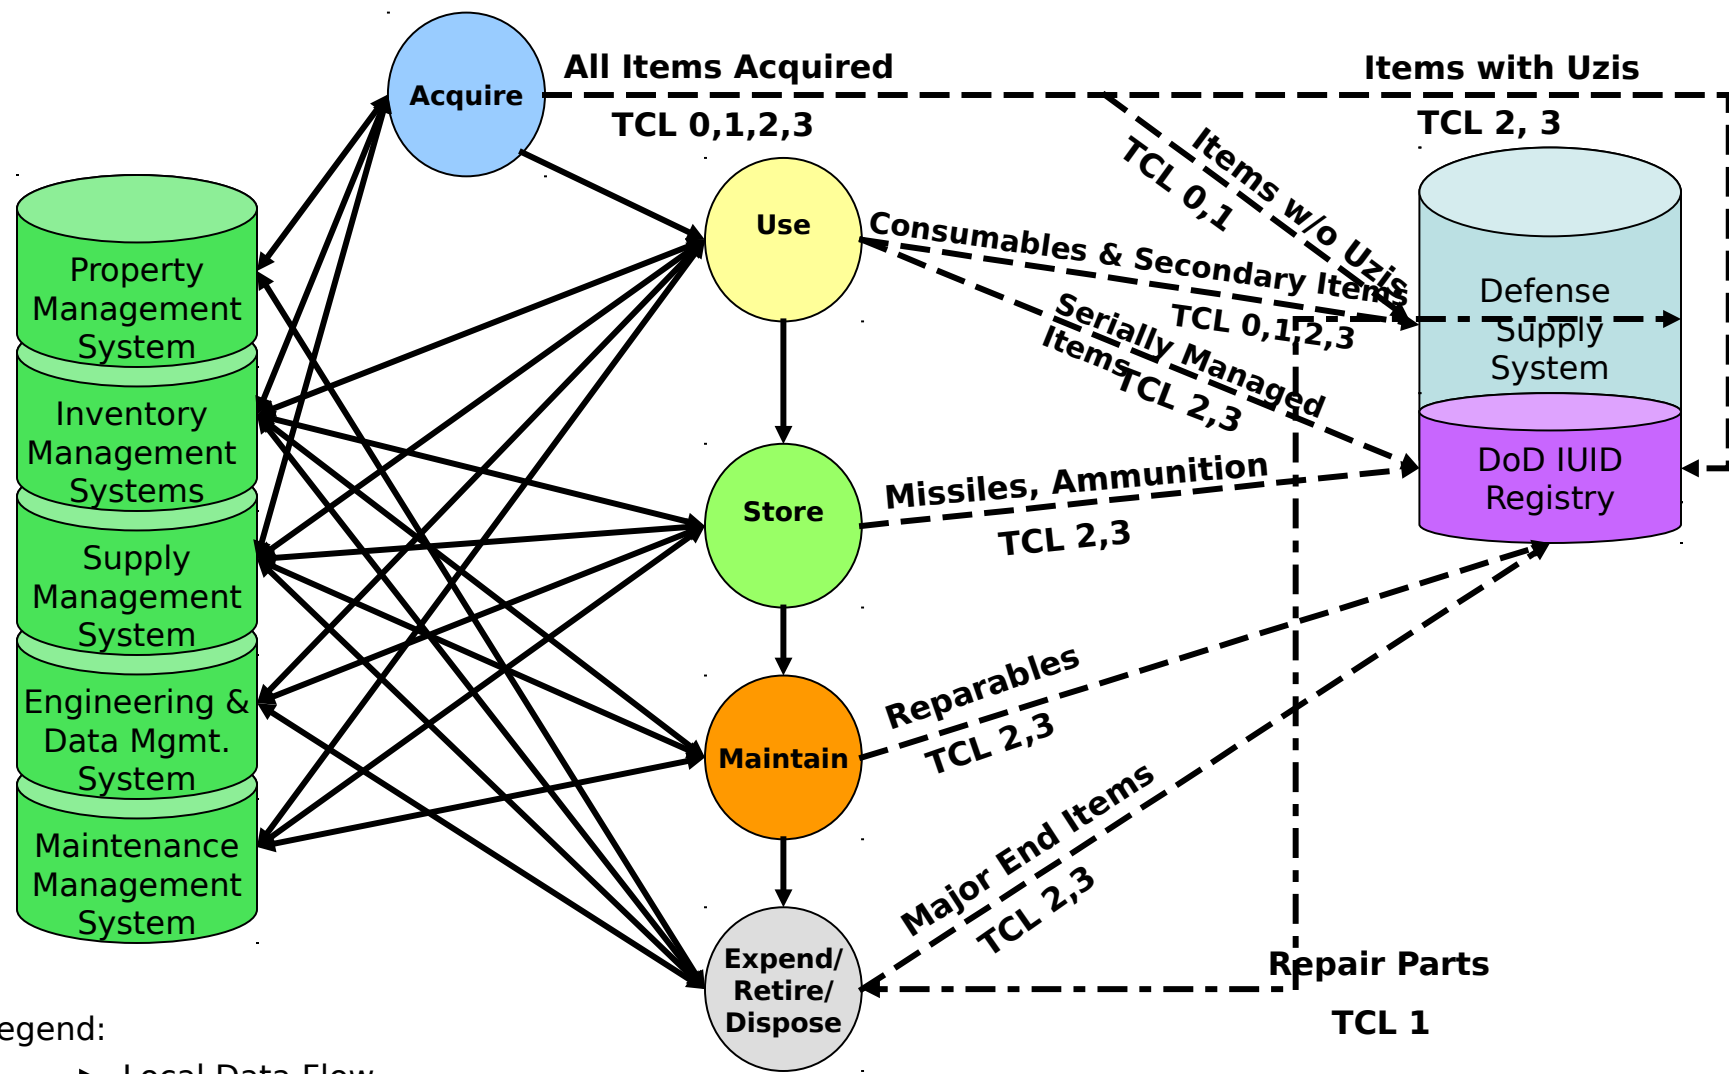 All Items Acquired
Items with Uzis
Acquire
TCL 0,1,2,3
TCL 2, 3
Items w/o Uzis
TCL 0,1
Use
Consumables & Secondary Items
TCL 0,1,2,3
Serially Managed
Items
TCL 2,3
Property
Management
System
Defense
Supply
System
Inventory
Management
Systems
DoD IUID
Registry
Missiles, Ammunition
Store
TCL 2,3
Supply
Management
System
Reparables
TCL 2,3
Engineering &
Data Mgmt.
System
Maintain
Major End Items
TCL 2,3
Maintenance
Management
System
Expend/
Retire/
Dispose
Repair Parts
TCL 1
egend:
Local Data Flow